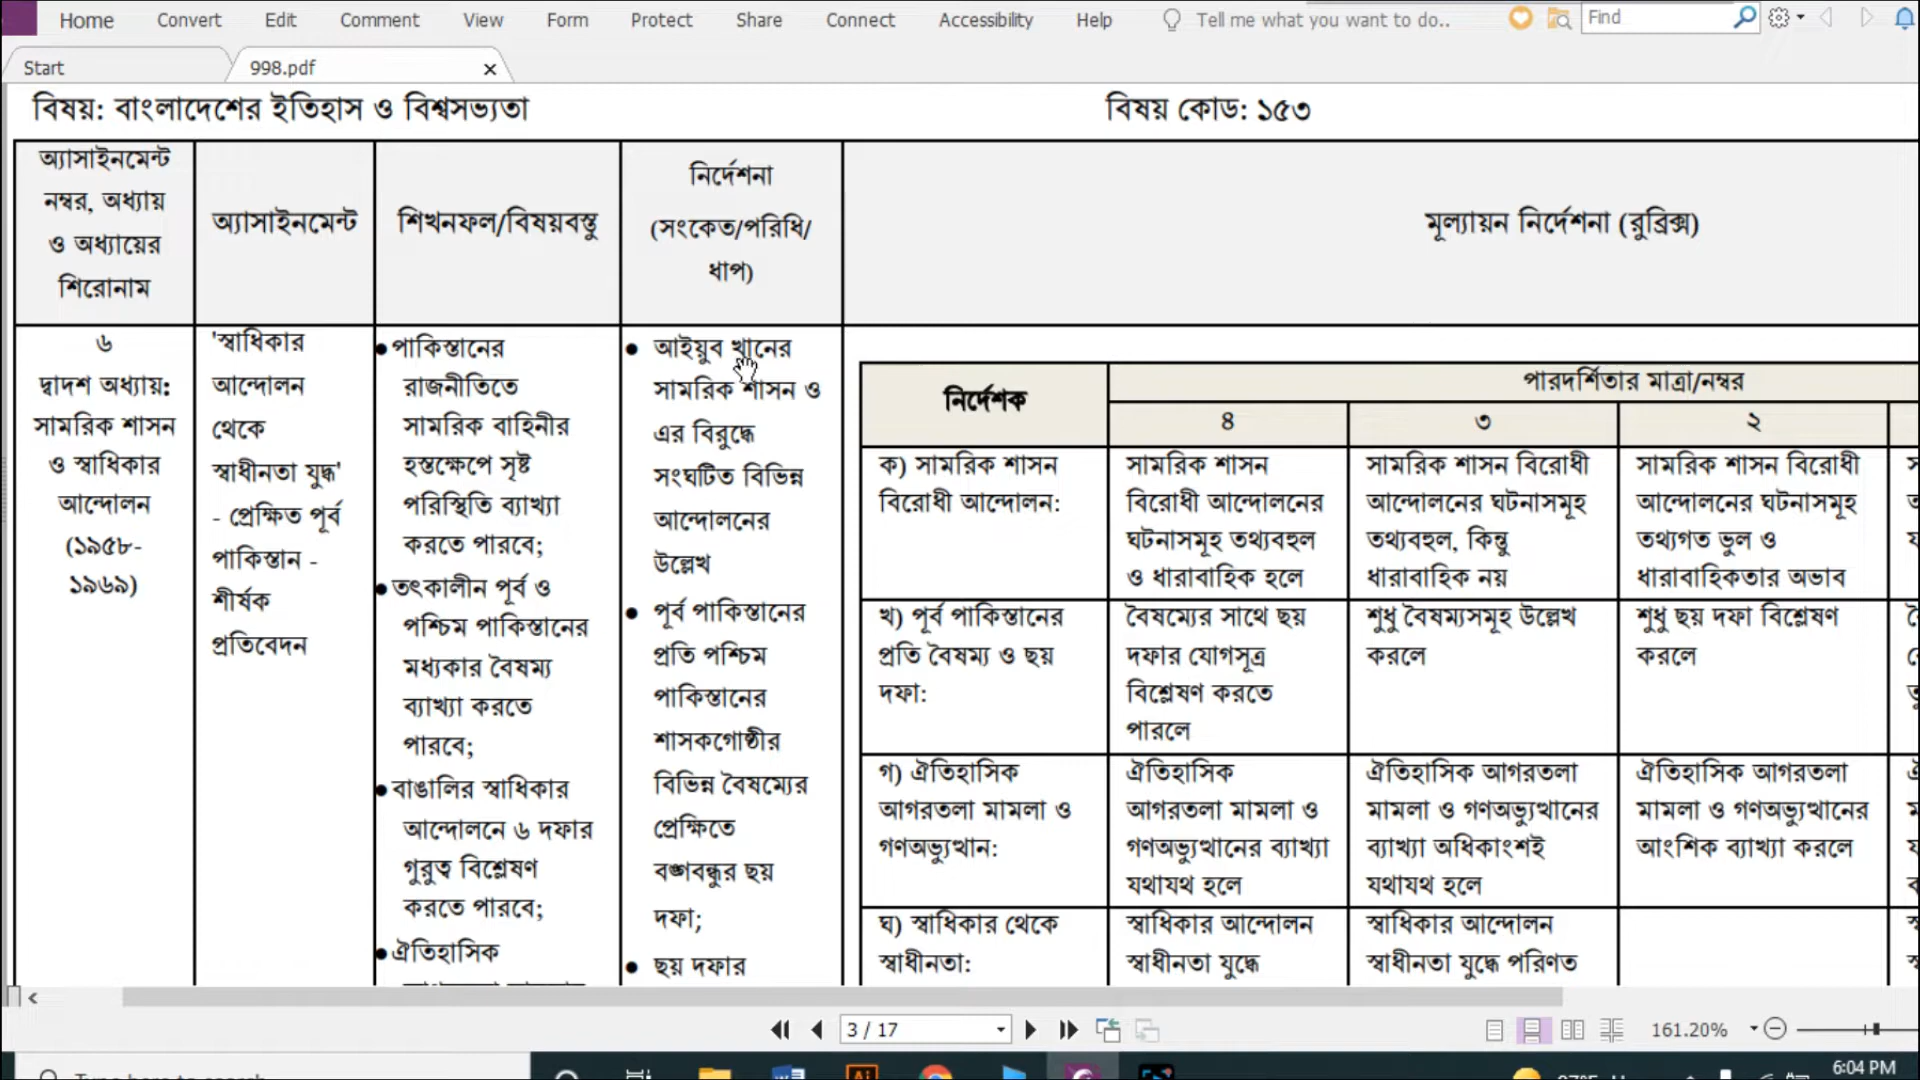 Home Convert Edit Comment View Form Protect Share Connect Accessibility Help Tell me what you want to do.. Find
Start 998.pdf
বিষয়: বাংলাদেশের ইতিহাস ও বিশ্বসভ্যতা
বিষয় কোড: ১৫৩
অ্যাসাইনমেন্ট
নম্বর, অধ্যায়
ও অধ্যায়ের
শিরোনাম
অ্যাসাইনমেন্ট
শিখনফল/বিষয়বস্তু
নির্দেশনা
(সংকেত/পরিধি/
ধাপ)
মূল্যায়ন নির্দেশনা (রুব্রিক্স)
৬
দ্বাদশ অধ্যায়:
সামরিক শাসন
ও স্বাধিকার
আন্দোলন
(১৯৫৮-
১৯৬৯)
'স্বাধিকার
আন্দোলন
থেকে
স্বাধীনতা যুদ্ধ'
- প্রেক্ষিত পূর্ব
পাকিস্তান -
শীর্ষক
প্রতিবেদন
●পাকিস্তানের
রাজনীতিতে
সামরিক বাহিনীর
হস্তক্ষেপে সৃষ্ট
পরিস্থিতি ব্যাখ্যা
করতে পারবে;
●তৎকালীন পূর্ব ও
পশ্চিম পাকিস্তানের
মধ্যকার বৈষম্য
ব্যাখ্যা করতে
পারবে;
●বাঙালির স্বাধিকার
আন্দোলনে ৬ দফার
গুরুত্ব বিশ্লেষণ
করতে পারবে;
●ঐতিহাসিক
● আইয়ুব খানের
সামরিক শাসন ও
এর বিরুদ্ধে
সংঘটিত বিভিন্ন
আন্দোলনের
উল্লেখ
● পূর্ব পাকিস্তানের
প্রতি পশ্চিম
পাকিস্তানের
শাসকগোষ্ঠীর
বিভিন্ন বৈষম্যের
প্রেক্ষিতে
বঙ্গবন্ধুর ছয়
দফা;
● ছয় দফার
নির্দেশক
পারদর্শিতার মাত্রা/নম্বর
৪ ৩ ২
ক) সামরিক শাসন
বিরোধী আন্দোলন:
সামরিক শাসন
বিরোধী আন্দোলনের
ঘটনাসমূহ তথ্যবহুল
ও ধারাবাহিক হলে
সামরিক শাসন বিরোধী
আন্দোলনের ঘটনাসমূহ
তথ্যবহুল, কিন্তু
ধারাবাহিক নয়
সামরিক শাসন বিরোধী
আন্দোলনের ঘটনাসমূহ
তথ্যগত ভুল ও
ধারাবাহিকতার অভাব
খ) পূর্ব পাকিস্তানের
প্রতি বৈষম্য ও ছয়
দফা:
বৈষম্যের সাথে ছয়
দফার যোগসূত্র
বিশ্লেষণ করতে
পারলে
শুধু বৈষম্যসমূহ উল্লেখ
করলে
শুধু ছয় দফা বিশ্লেষণ
করলে
গ) ঐতিহাসিক
আগরতলা মামলা ও
গণঅভ্যুত্থান:
ঐতিহাসিক
আগরতলা মামলা ও
গণঅভ্যুত্থানের ব্যাখ্যা
যথাযথ হলে
ঐতিহাসিক আগরতলা
মামলা ও গণঅভ্যুত্থানের
ব্যাখ্যা অধিকাংশই
যথাযথ হলে
ঐতিহাসিক আগরতলা
মামলা ও গণঅভ্যুত্থানের
আংশিক ব্যাখ্যা করলে
ঘ) স্বাধিকার থেকে
স্বাধীনতা:
স্বাধিকার আন্দোলন
স্বাধীনতা যুদ্ধে
স্বাধিকার আন্দোলন
স্বাধীনতা যুদ্ধে পরিণত
3 / 17
161.20%
6:04 PM